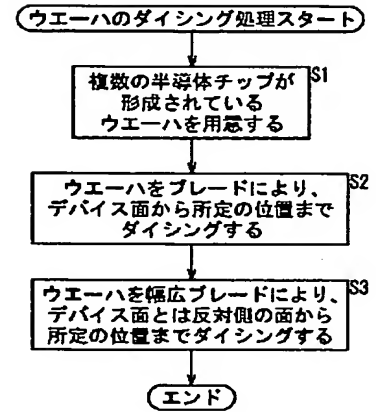 ウエーハのダイシング処理スタート
S1
複数の半導体チップが
形成されている
ウエーハを用意する
S2
ウエーハをブレードにより、
デバイス面から所定の位置まで
ダイシングする
S3
ウエーハを幅広ブレードにより、
デバイス面とは反対側の面から
所定の位置までダイシングする
エンド